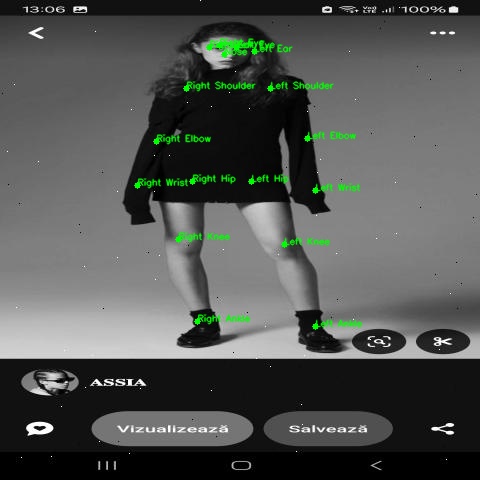 13:06 100%
Left Ear
Right Shoulder Left Shoulder
Right Elbow Left Elbow
Right Wrist Right Hip Left Hip Left Wrist
Right Knee Left Knee
Right Ankle Left Ankle
ASSIA
Vizualizează Salvează